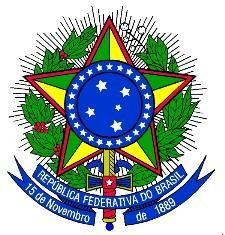 REPÚBLICA FEDERATIVA DO BRASIL
15 de Novembro de 1889